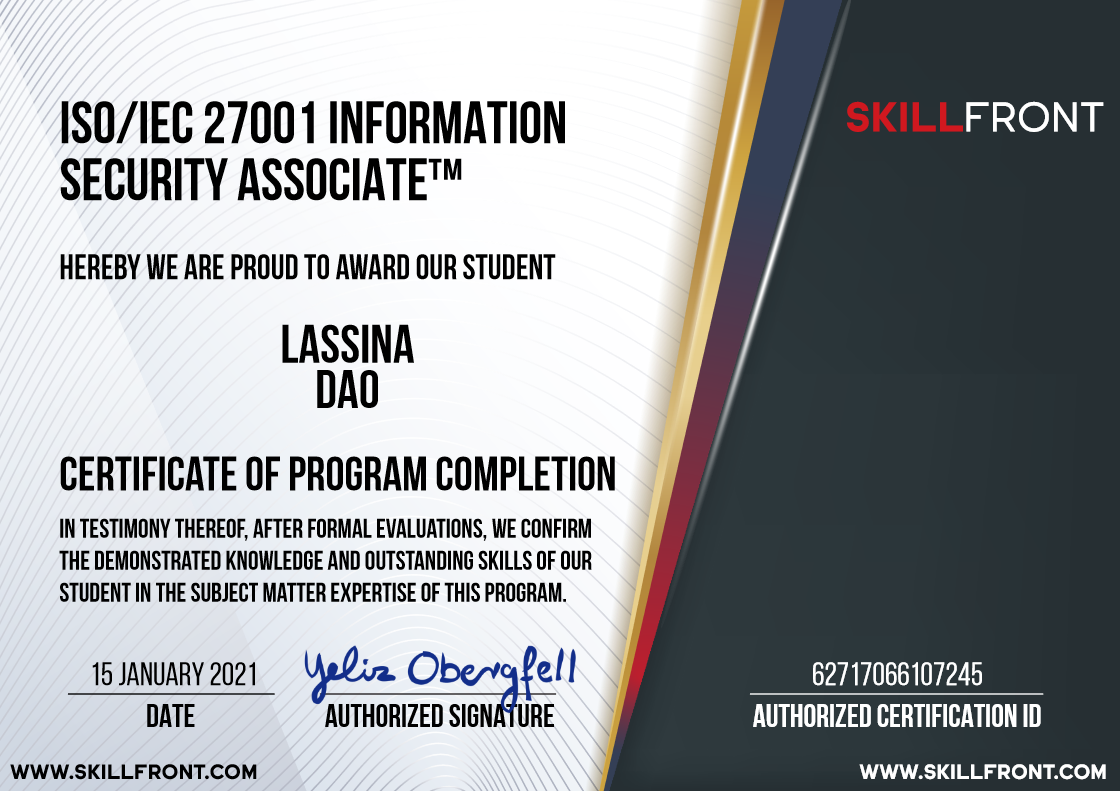 SKILLFRONT
ISO/IEC 27001 INFORMATION
SECURITY ASSOCIATE™
HEREBY WE ARE PROUD TO AWARD OUR STUDENT
LASSINA
DAO
CERTIFICATE OF PROGRAM COMPLETION
IN TESTIMONY THEREOF, AFTER FORMAL EVALUATIONS, WE CONFIRM
THE DEMONSTRATED KNOWLEDGE AND OUTSTANDING SKILLS OF OUR
STUDENT IN THE SUBJECT MATTER EXPERTISE OF THIS PROGRAM.
15 JANUARY 2021
DATE
Yeliz Obergfell
AUTHORIZED SIGNATURE
62717066107245
AUTHORIZED CERTIFICATION ID
WWW.SKILLFRONT.COM
WWW.SKILLFRONT.COM